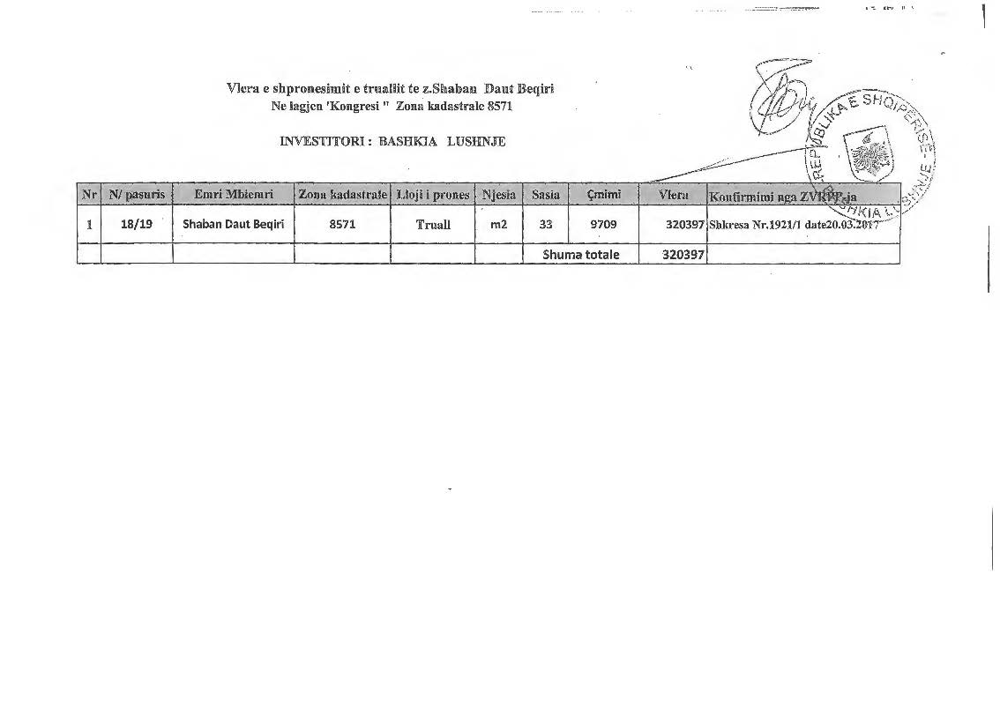 Vlera e shpronesimit e truallit te z.Shaban Daut Beqiri
Ne lagjen 'Kongresi " Zona kadastrale 8571
INVESTITORI : BASHKIA LUSHNJE
REPUBLIKA E SHQIPERISE
BASHKIA LUSHNJE
Nr N/ pasuris Emri Mbiemri Zona kadastrale Lloji i prones Njesia Sasia Çmimi Vlera Konfirmimi nga ZVRPP-ja
1 18/19 Shaban Daut Beqiri 8571 Truall m2 33 9709 320397 Shkresa Nr.1921/1 date20.03.2017
Shuma totale 320397